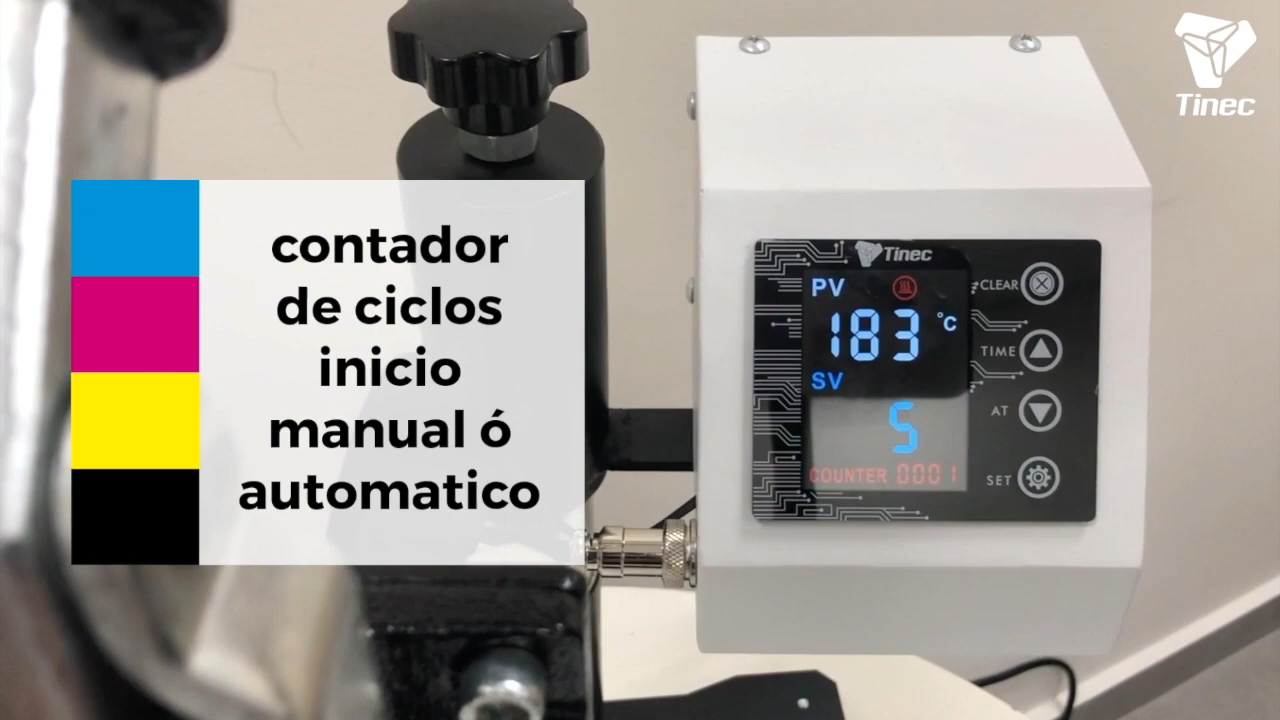 Tinec
contador
de ciclos
inicio
manual ó
automatico
Tinec
PV
183 °C
SV
5
COUNTER 0001
CLEAR
TIME
AT
SET